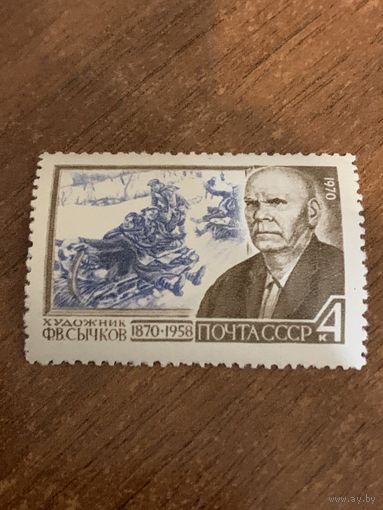 1970
ХУДОЖНИК
Ф.В.СЫЧКОВ
1870·1958
ПОЧТА СССР
4
К
www.ay.by